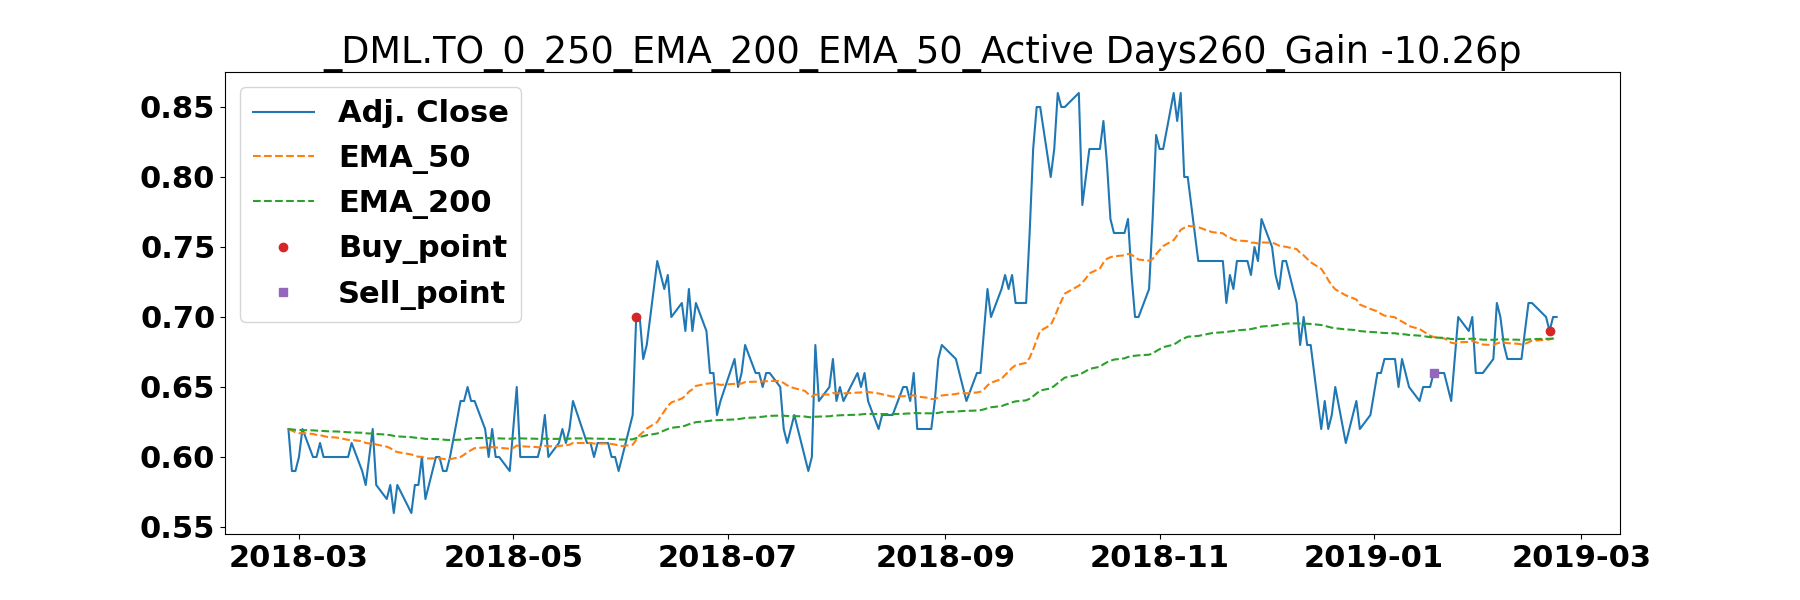 _DML.TO_0_250_EMA_200_EMA_50_Active Days260_Gain -10.26p
0.85
0.80
0.75
0.70
0.65
0.60
0.55
Adj. Close
EMA_50
EMA_200
Buy_point
Sell_point
2018-03 2018-05 2018-07 2018-09 2018-11 2019-01 2019-03